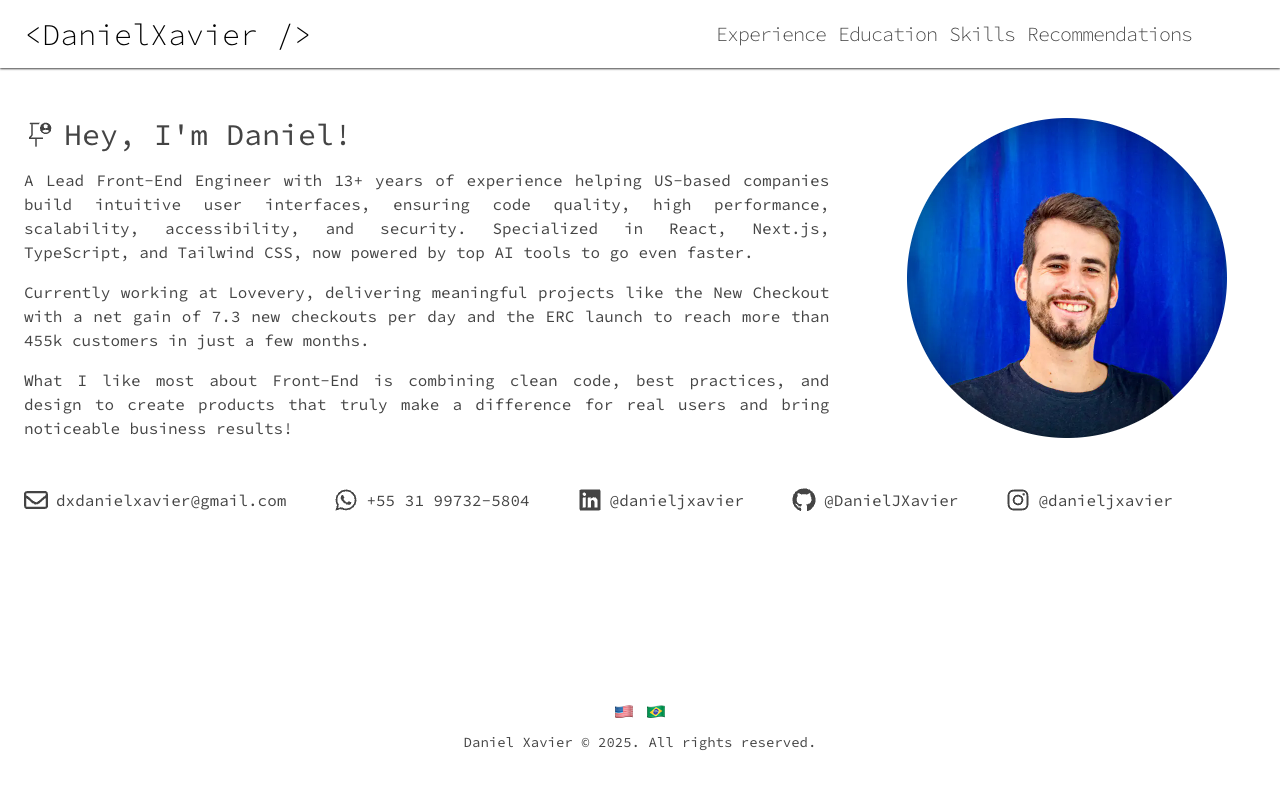 <DanielXavier />
Experience Education Skills Recommendations
Hey, I'm Daniel!
A Lead Front-End Engineer with 13+ years of experience helping US-based companies
build intuitive user interfaces, ensuring code quality, high performance,
scalability, accessibility, and security. Specialized in React, Next.js,
TypeScript, and Tailwind CSS, now powered by top AI tools to go even faster.
Currently working at Lovevery, delivering meaningful projects like the New Checkout
with a net gain of 7.3 new checkouts per day and the ERC launch to reach more than
455k customers in just a few months.
What I like most about Front-End is combining clean code, best practices, and
design to create products that truly make a difference for real users and bring
noticeable business results!
dxdanielxavier@gmail.com
+55 31 99732-5804
@danieljxavier
@DanielJXavier
@danieljxavier
Daniel Xavier © 2025. All rights reserved.